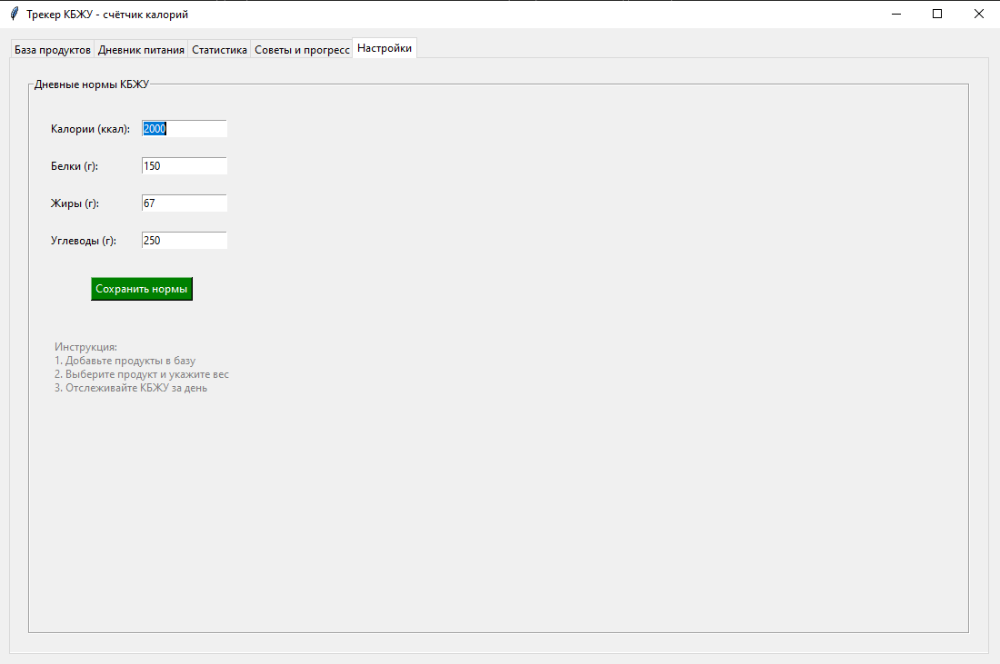 Трекер КБЖУ - счётчик калорий
База продуктов Дневник питания Статистика Советы и прогресс Настройки
Дневные нормы КБЖУ
Калории (ккал): 2000
Белки (г): 150
Жиры (г): 67
Углеводы (г): 250
Сохранить нормы
Инструкция:
1. Добавьте продукты в базу
2. Выберите продукт и укажите вес
3. Отслеживайте КБЖУ за день